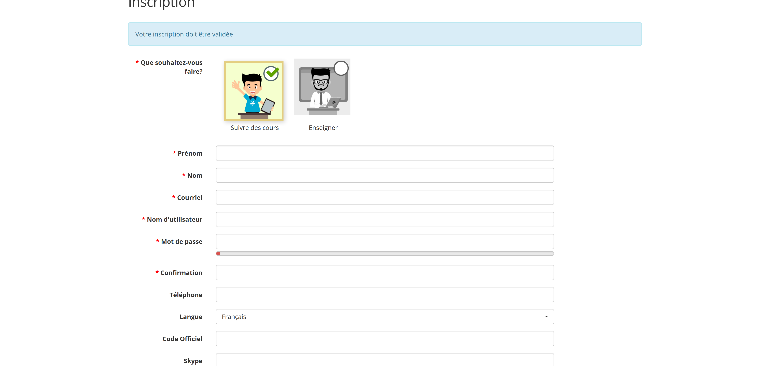 Inscription
Votre inscription doit être validée
* Que souhaitez-vous
faire?
Suivre des cours
Enseigner
* Prénom
* Nom
* Courriel
* Nom d'utilisateur
* Mot de passe
* Confirmation
Téléphone
Langue
Français
Code Officiel
Skype